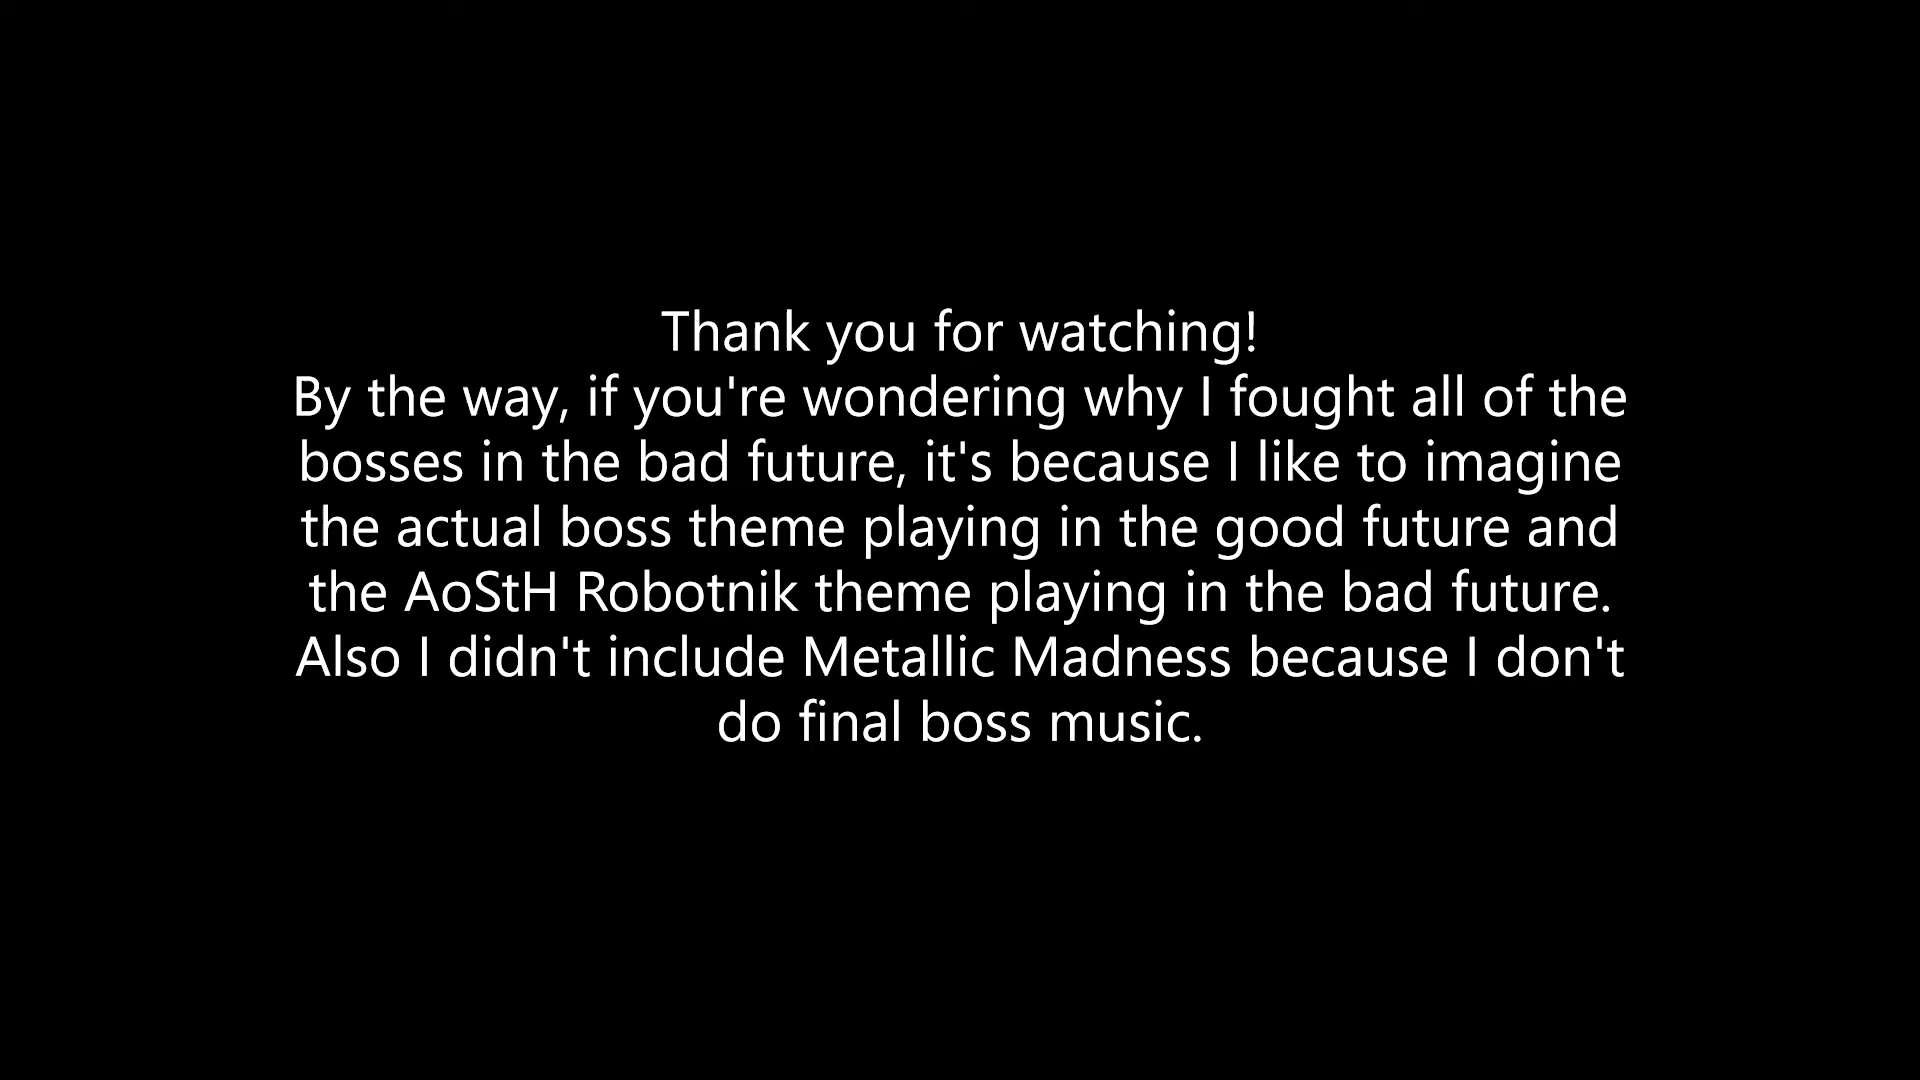 Thank you for watching!
By the way, if you're wondering why I fought all of the
bosses in the bad future, it's because I like to imagine
the actual boss theme playing in the good future and
the AoStH Robotnik theme playing in the bad future.
Also I didn't include Metallic Madness because I don't
do final boss music.